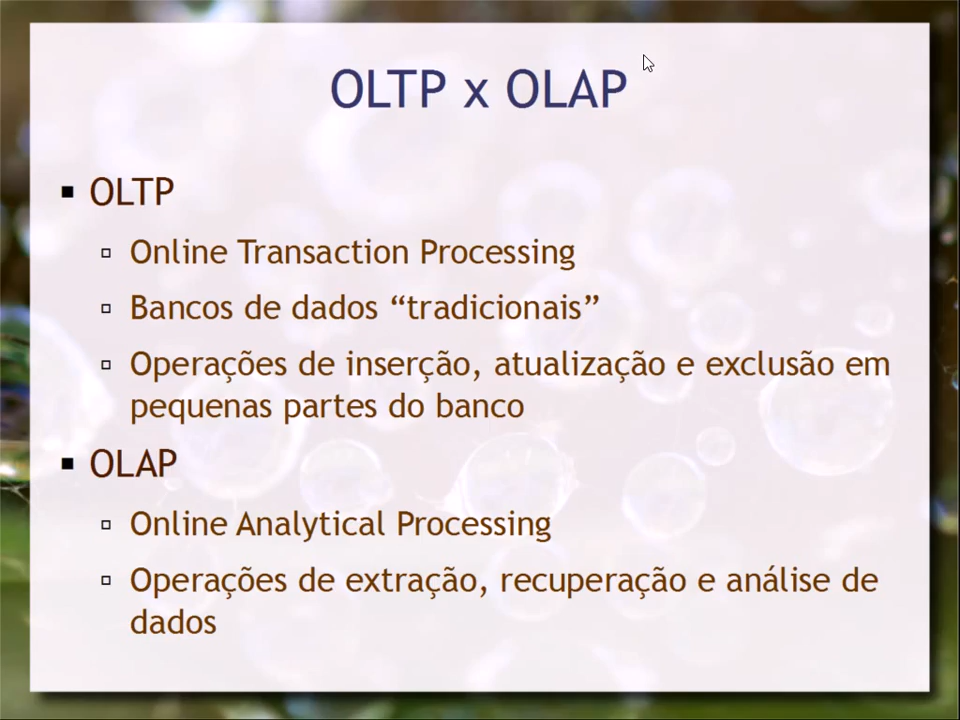 OLTP x OLAP
OLTP
Online Transaction Processing
Bancos de dados “tradicionais”
Operações de inserção, atualização e exclusão em
pequenas partes do banco
OLAP
Online Analytical Processing
Operações de extração, recuperação e análise de
dados